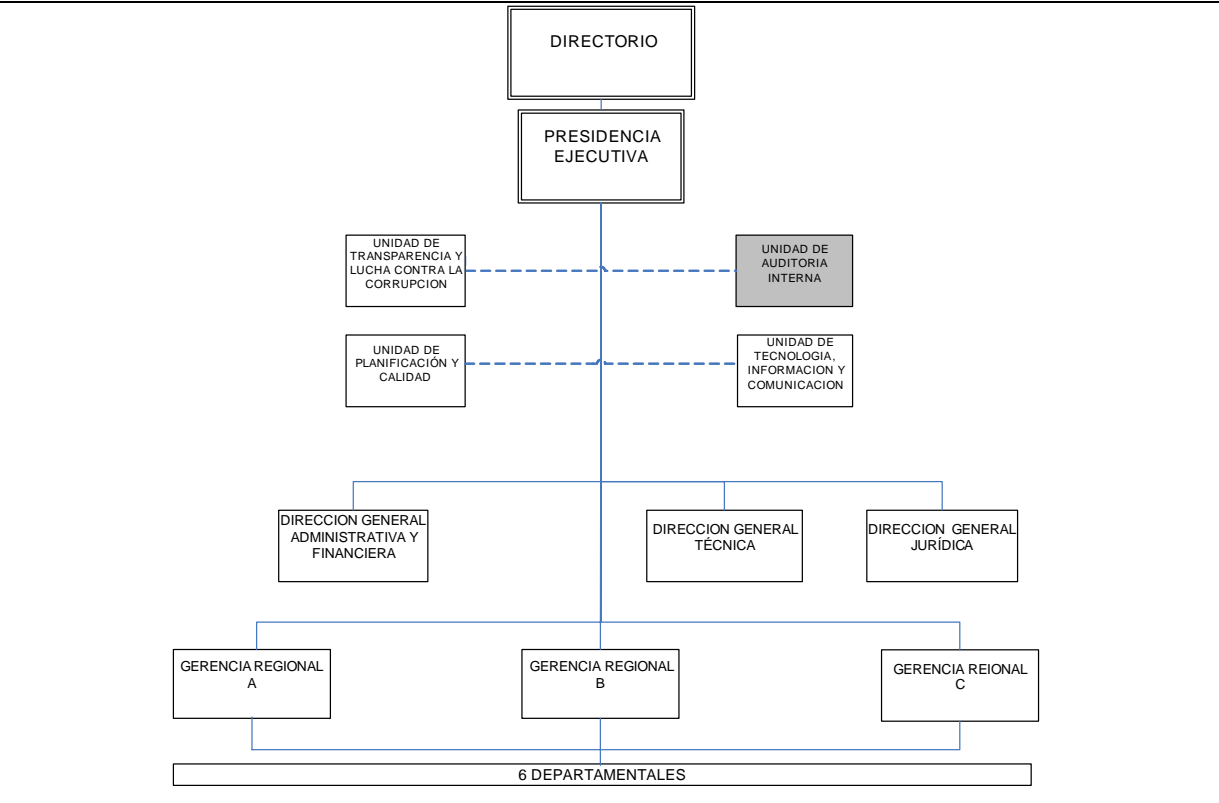 DIRECTORIO
PRESIDENCIA
EJECUTIVA
UNIDAD DE
TRANSPARENCIA Y
LUCHA CONTRA LA
CORRUPCION
UNIDAD DE
AUDITORIA
INTERNA
UNIDAD DE
PLANIFICACIÓN Y
CALIDAD
UNIDAD DE
TECNOLOGIA,
INFORMACION Y
COMUNICACION
DIRECCION GENERAL
ADMINISTRATIVA Y
FINANCIERA
DIRECCION GENERAL
TÉCNICA
DIRECCION GENERAL
JURÍDICA
GERENCIA REGIONAL
A
GERENCIA REGIONAL
B
GERENCIA REIONAL
C
6 DEPARTAMENTALES